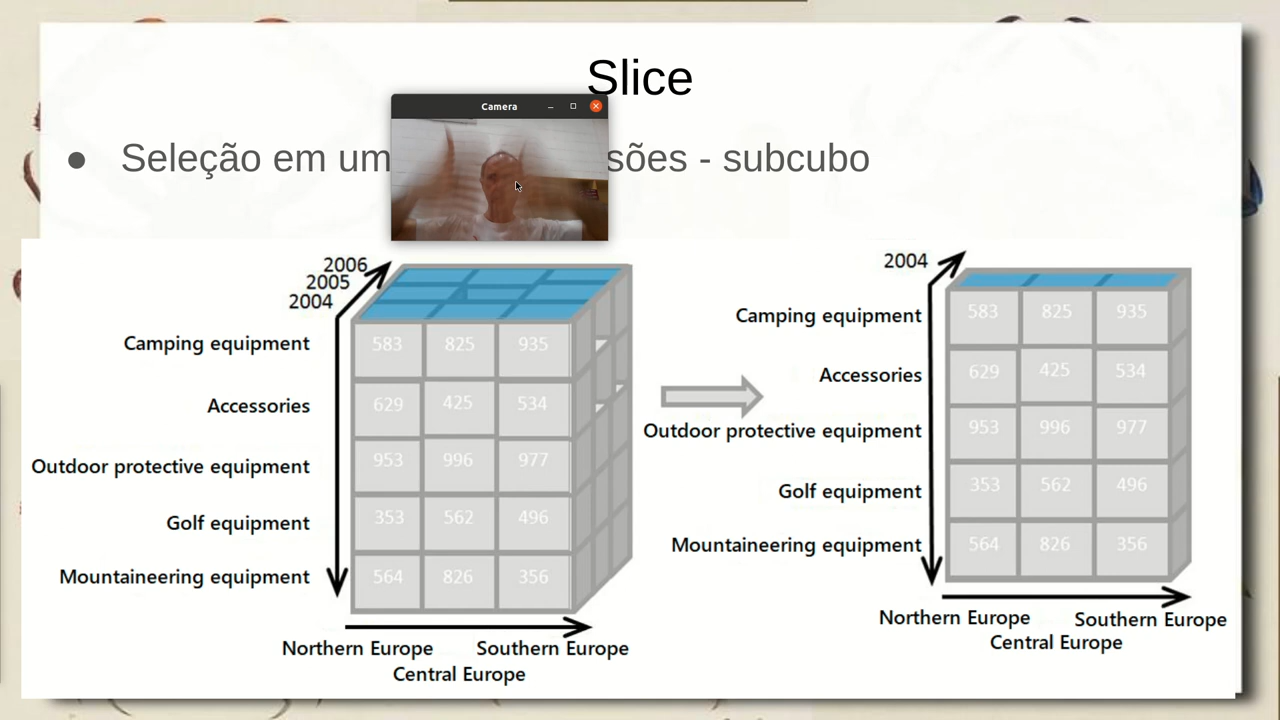 Slice
Camera
● Seleção em um sões - subcubo
2006
2005
2004
Camping equipment
Accessories
Outdoor protective equipment
Golf equipment
Mountaineering equipment
583 825 935
629 425 534
953 996 977
353 562 496
564 826 356
Northern Europe Southern Europe
Central Europe
2004
Camping equipment
Accessories
Outdoor protective equipment
Golf equipment
Mountaineering equipment
583 825 935
629 425 534
953 996 977
353 562 496
564 826 356
Northern Europe Southern Europe
Central Europe